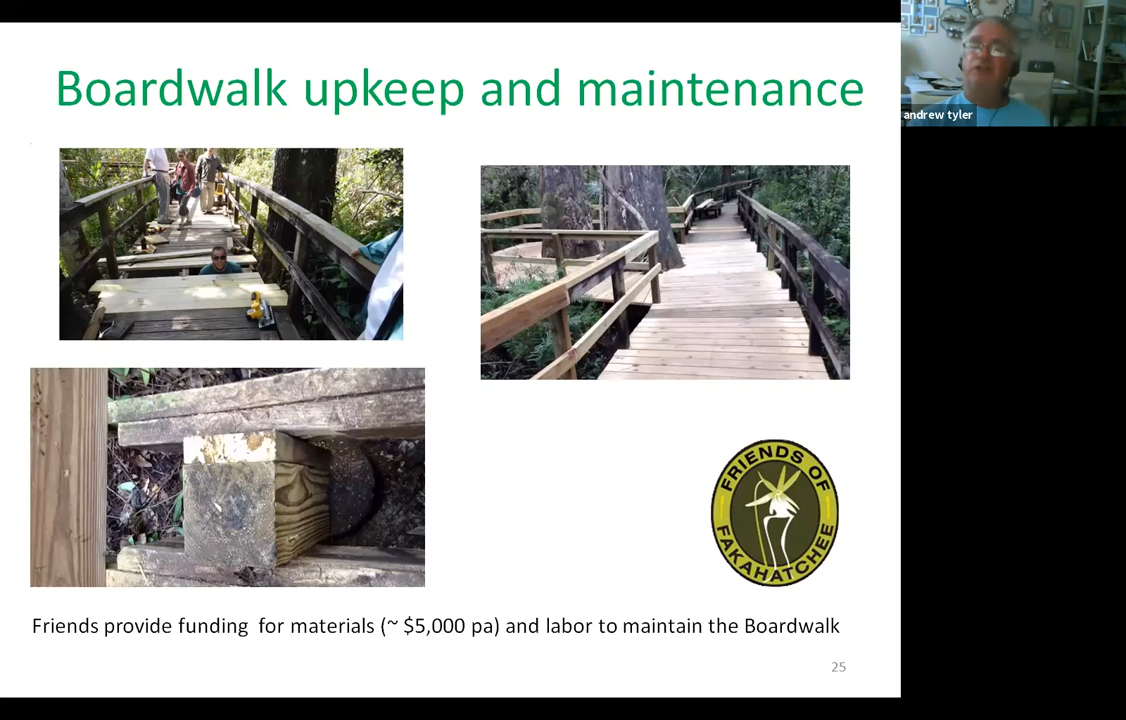 Boardwalk upkeep and maintenance
andrew tyler
FRIENDS OF
FAKAHATCHEE
Friends provide funding for materials (~ $5,000 pa) and labor to maintain the Boardwalk
25